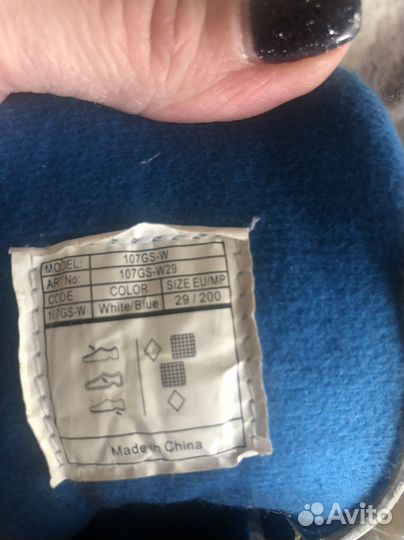 MODEL: 107GS-W
AR.No: 107GS-W29
CODE COLOR SIZE EU/MP
107GS-W White/Blue 29 / 200
Made in China
Avito